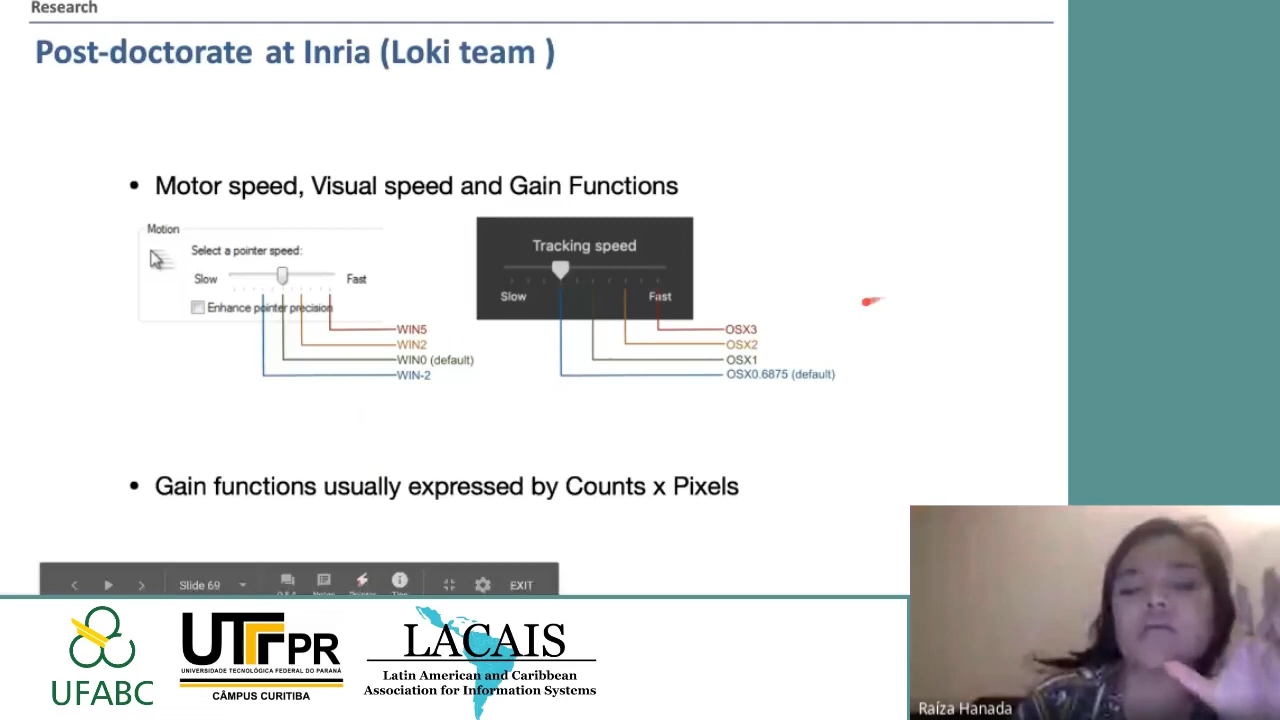 Research
Post-doctorate at Inria (Loki team )
• Motor speed, Visual speed and Gain Functions
Motion
Select a pointer speed:
Slow
Fast
Enhance pointer precision
WIN5
WIN2
WIN0 (default)
WIN-2
Tracking speed
Slow
Fast
OSX3
OSX2
OSX1
OSX0.6875 (default)
• Gain functions usually expressed by Counts x Pixels
Slide 69
EXIT
UFABC
UTFPR
UNIVERSIDADE TECNOLÓGICA FEDERAL DO PARANÁ
CÂMPUS CURITIBA
LACAIS
Latin American and Caribbean
Association for Information Systems
Raíza Hanada